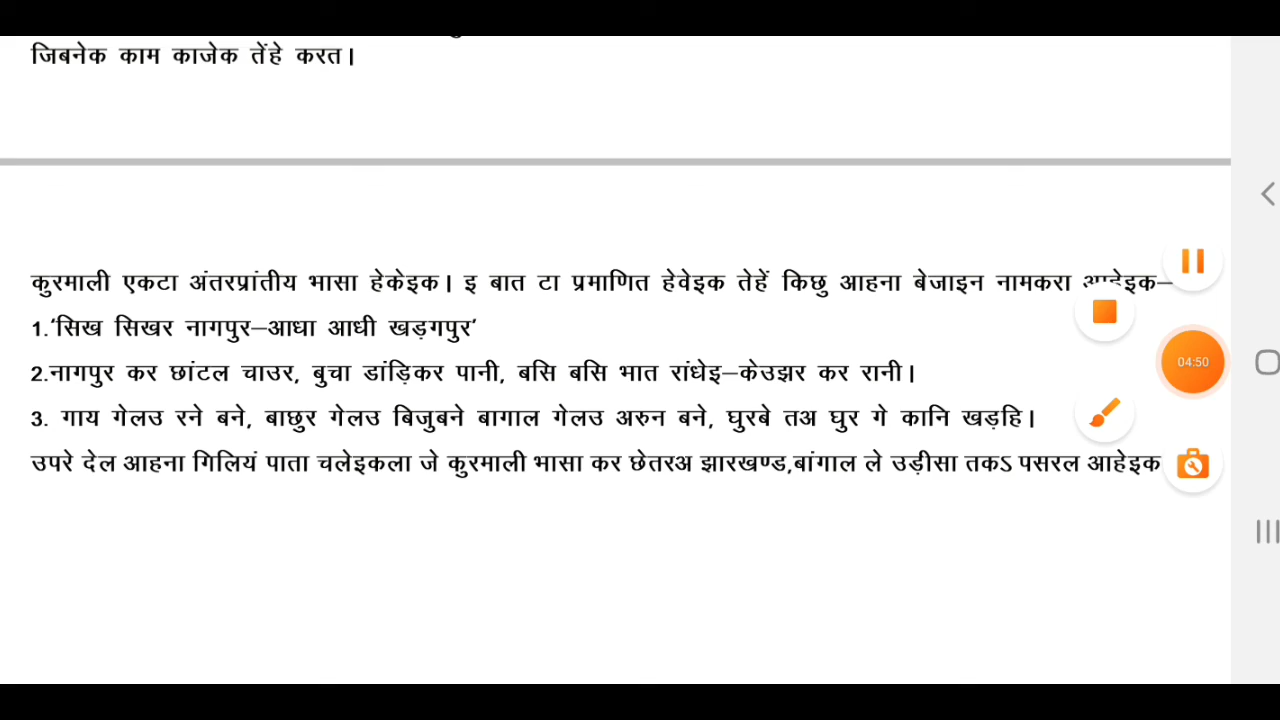 जिबनेक काम काजेक तेंहे करत।
कुरमाली एकटा अंतरप्रांतीय भासा हेकेइक। इ बात टा प्रमाणित हेवेइक तेहें किछु आहना बेजाइन नामकरा आहेइक–
1.‘सिख सिखर नागपुर–आधा आधी खड़गपुर’
2.नागपुर कर छांटल चाउर, बुचा डांड़िकर पानी, बसि बसि भात रांधेइ–केउझर कर रानी।
3. गाय गेलउ रने बने, बाछुर गेलउ बिजुबने बागाल गेलउ अरुन बने, घुरबे तअ घुर गे कानि खड़हि।
उपरे देल आहना गिलियं पाता चलेइकला जे कुरमाली भासा कर छेतरअ झारखण्ड,बांगाल ले उड़ीसा तकऽ पसरल आहेइक
04:50